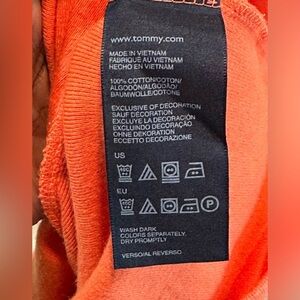 www.tommy.com
MADE IN VIETNAM
FABRIQUÉ AU VIETNAM
HECHO EN VIETNAM
100% COTTON/COTON/
ALGODÓN/ALGODÃO/
BAUMWOLLE/COTONE
EXCLUSIVE OF DECORATION
SAUF DÉCORATION
EXCLUYE LA DECORACIÓN
EXCLUINDO DECORAÇÃO
OHNE DEKORATION
ECCETTO DECORAZIONE
US
EU
P
WASH DARK
COLORS SEPARATELY.
DRY PROMPTLY
VERSO/AL REVERSO